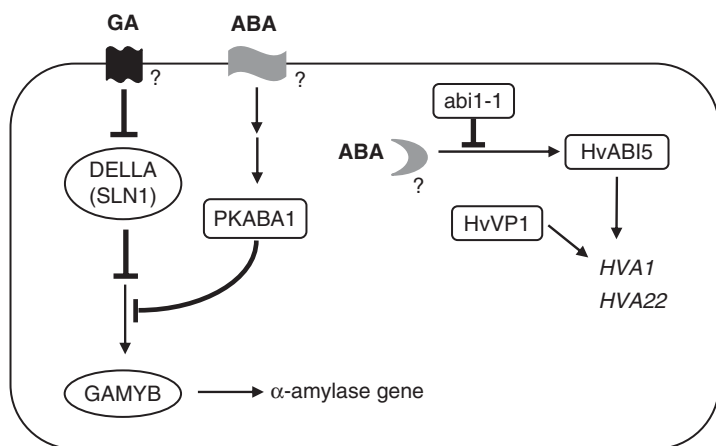 GA
ABA
?
?
abi1-1
ABA
?
HvABI5
DELLA
(SLN1)
PKABA1
HvVP1
HVA1
HVA22
GAMYB
α-amylase gene